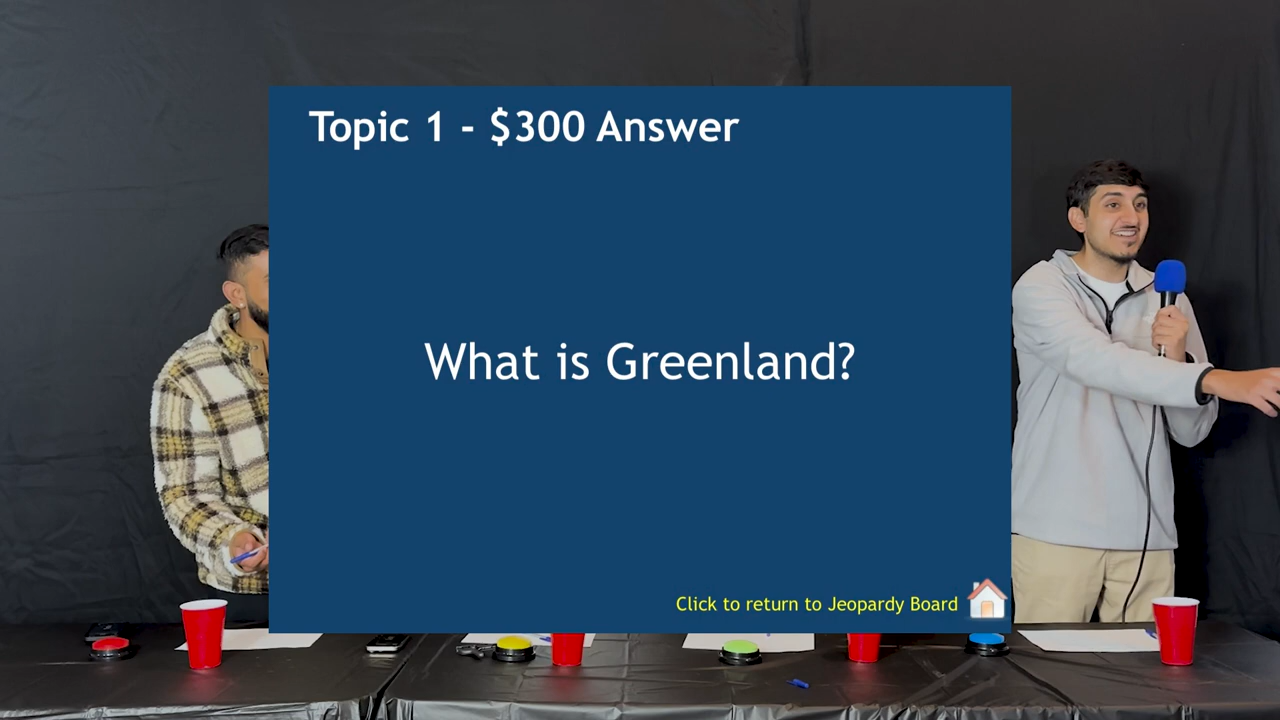 Topic 1 - $300 Answer
What is Greenland?
Click to return to Jeopardy Board